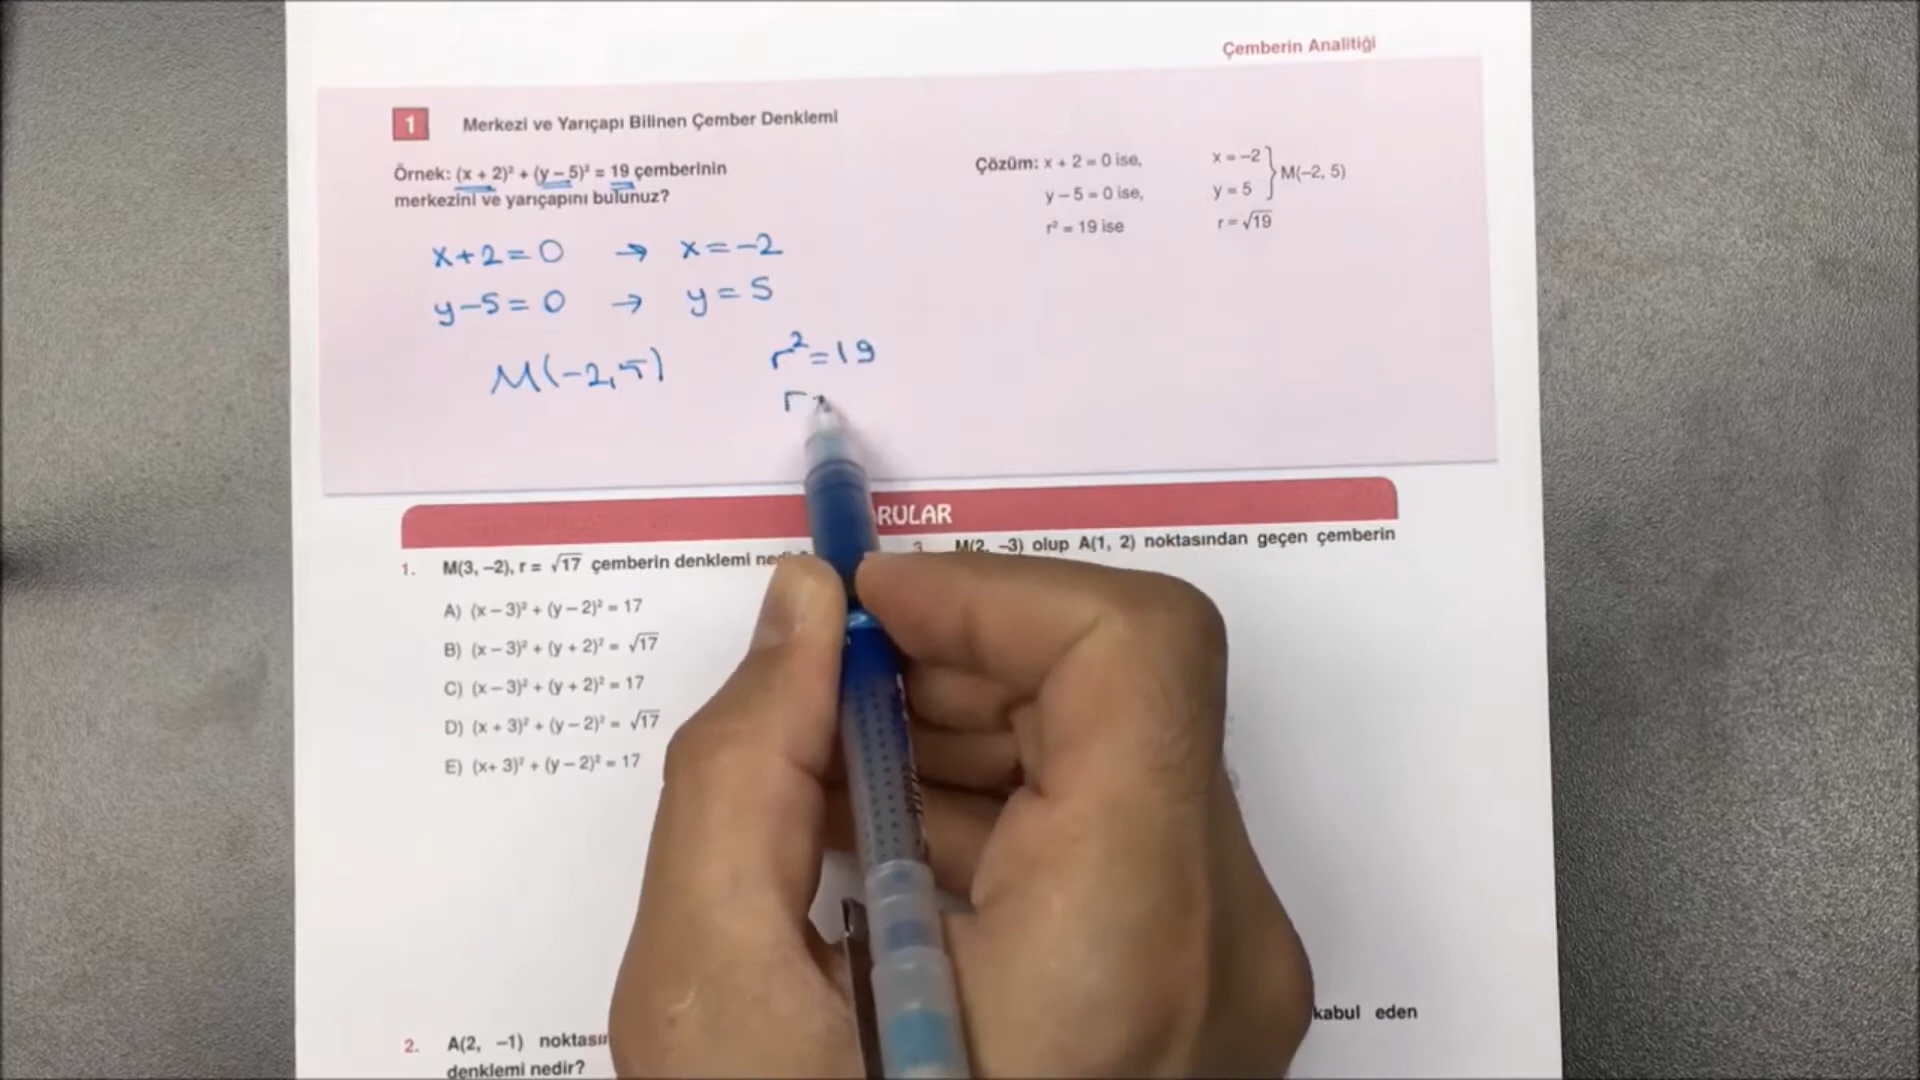 Çemberin Analitiği
1 Merkezi ve Yarıçapı Bilinen Çember Denklemi
Örnek: (x + 2)² + (y – 5)² = 19 çemberinin
merkezini ve yarıçapını bulunuz?
x+2=0 → x=-2
y-5=0 → y=5
M(-2,5)
r²=19
r
Çözüm: x + 2 = 0 ise, x = –2
y – 5 = 0 ise, y = 5
M(–2, 5)
r² = 19 ise r = √19
RULAR
1. M(3, –2), r = √17 çemberin denklemi
A) (x – 3)² + (y – 2)² = 17
B) (x – 3)² + (y + 2)² = √17
C) (x – 3)² + (y + 2)² = 17
D) (x + 3)² + (y – 2)² = √17
E) (x+ 3)² + (y – 2)² = 17
2. A(2, –1)
denklemi nedir?
3. M(2, –3) olup A(1, 2) noktasından geçen çemberin
kabul eden